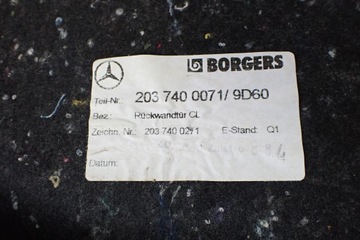 BORGERS
Teil-Nr.: 203 740 0071/ 9D60
Bez.: Rückwandtür CL
Zeichn. Nr.: 203 740 0271 E-Stand: Q1
Datum: